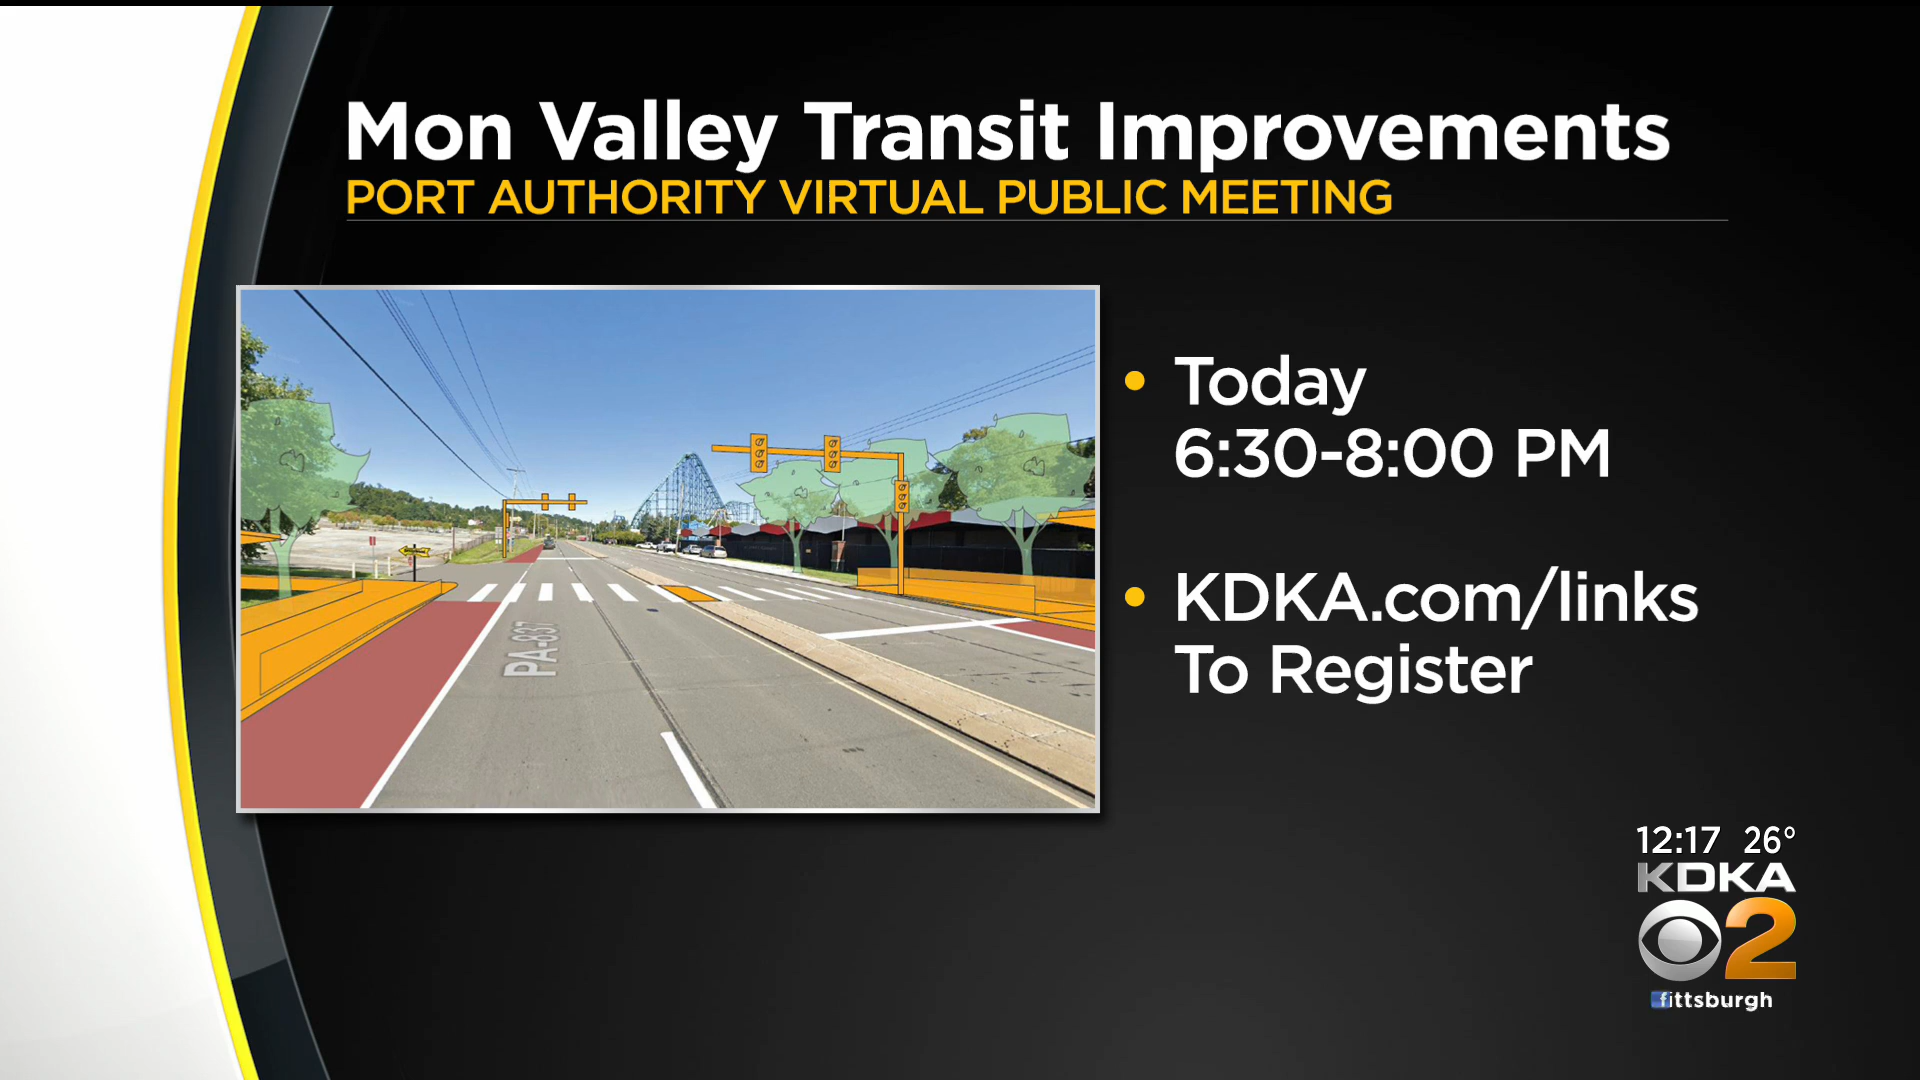 Mon Valley Transit Improvements
PORT AUTHORITY VIRTUAL PUBLIC MEETING
PA-837
• Today
6:30-8:00 PM
• KDKA.com/links
To Register
12:17 26°
KDKA
2
fittsburgh